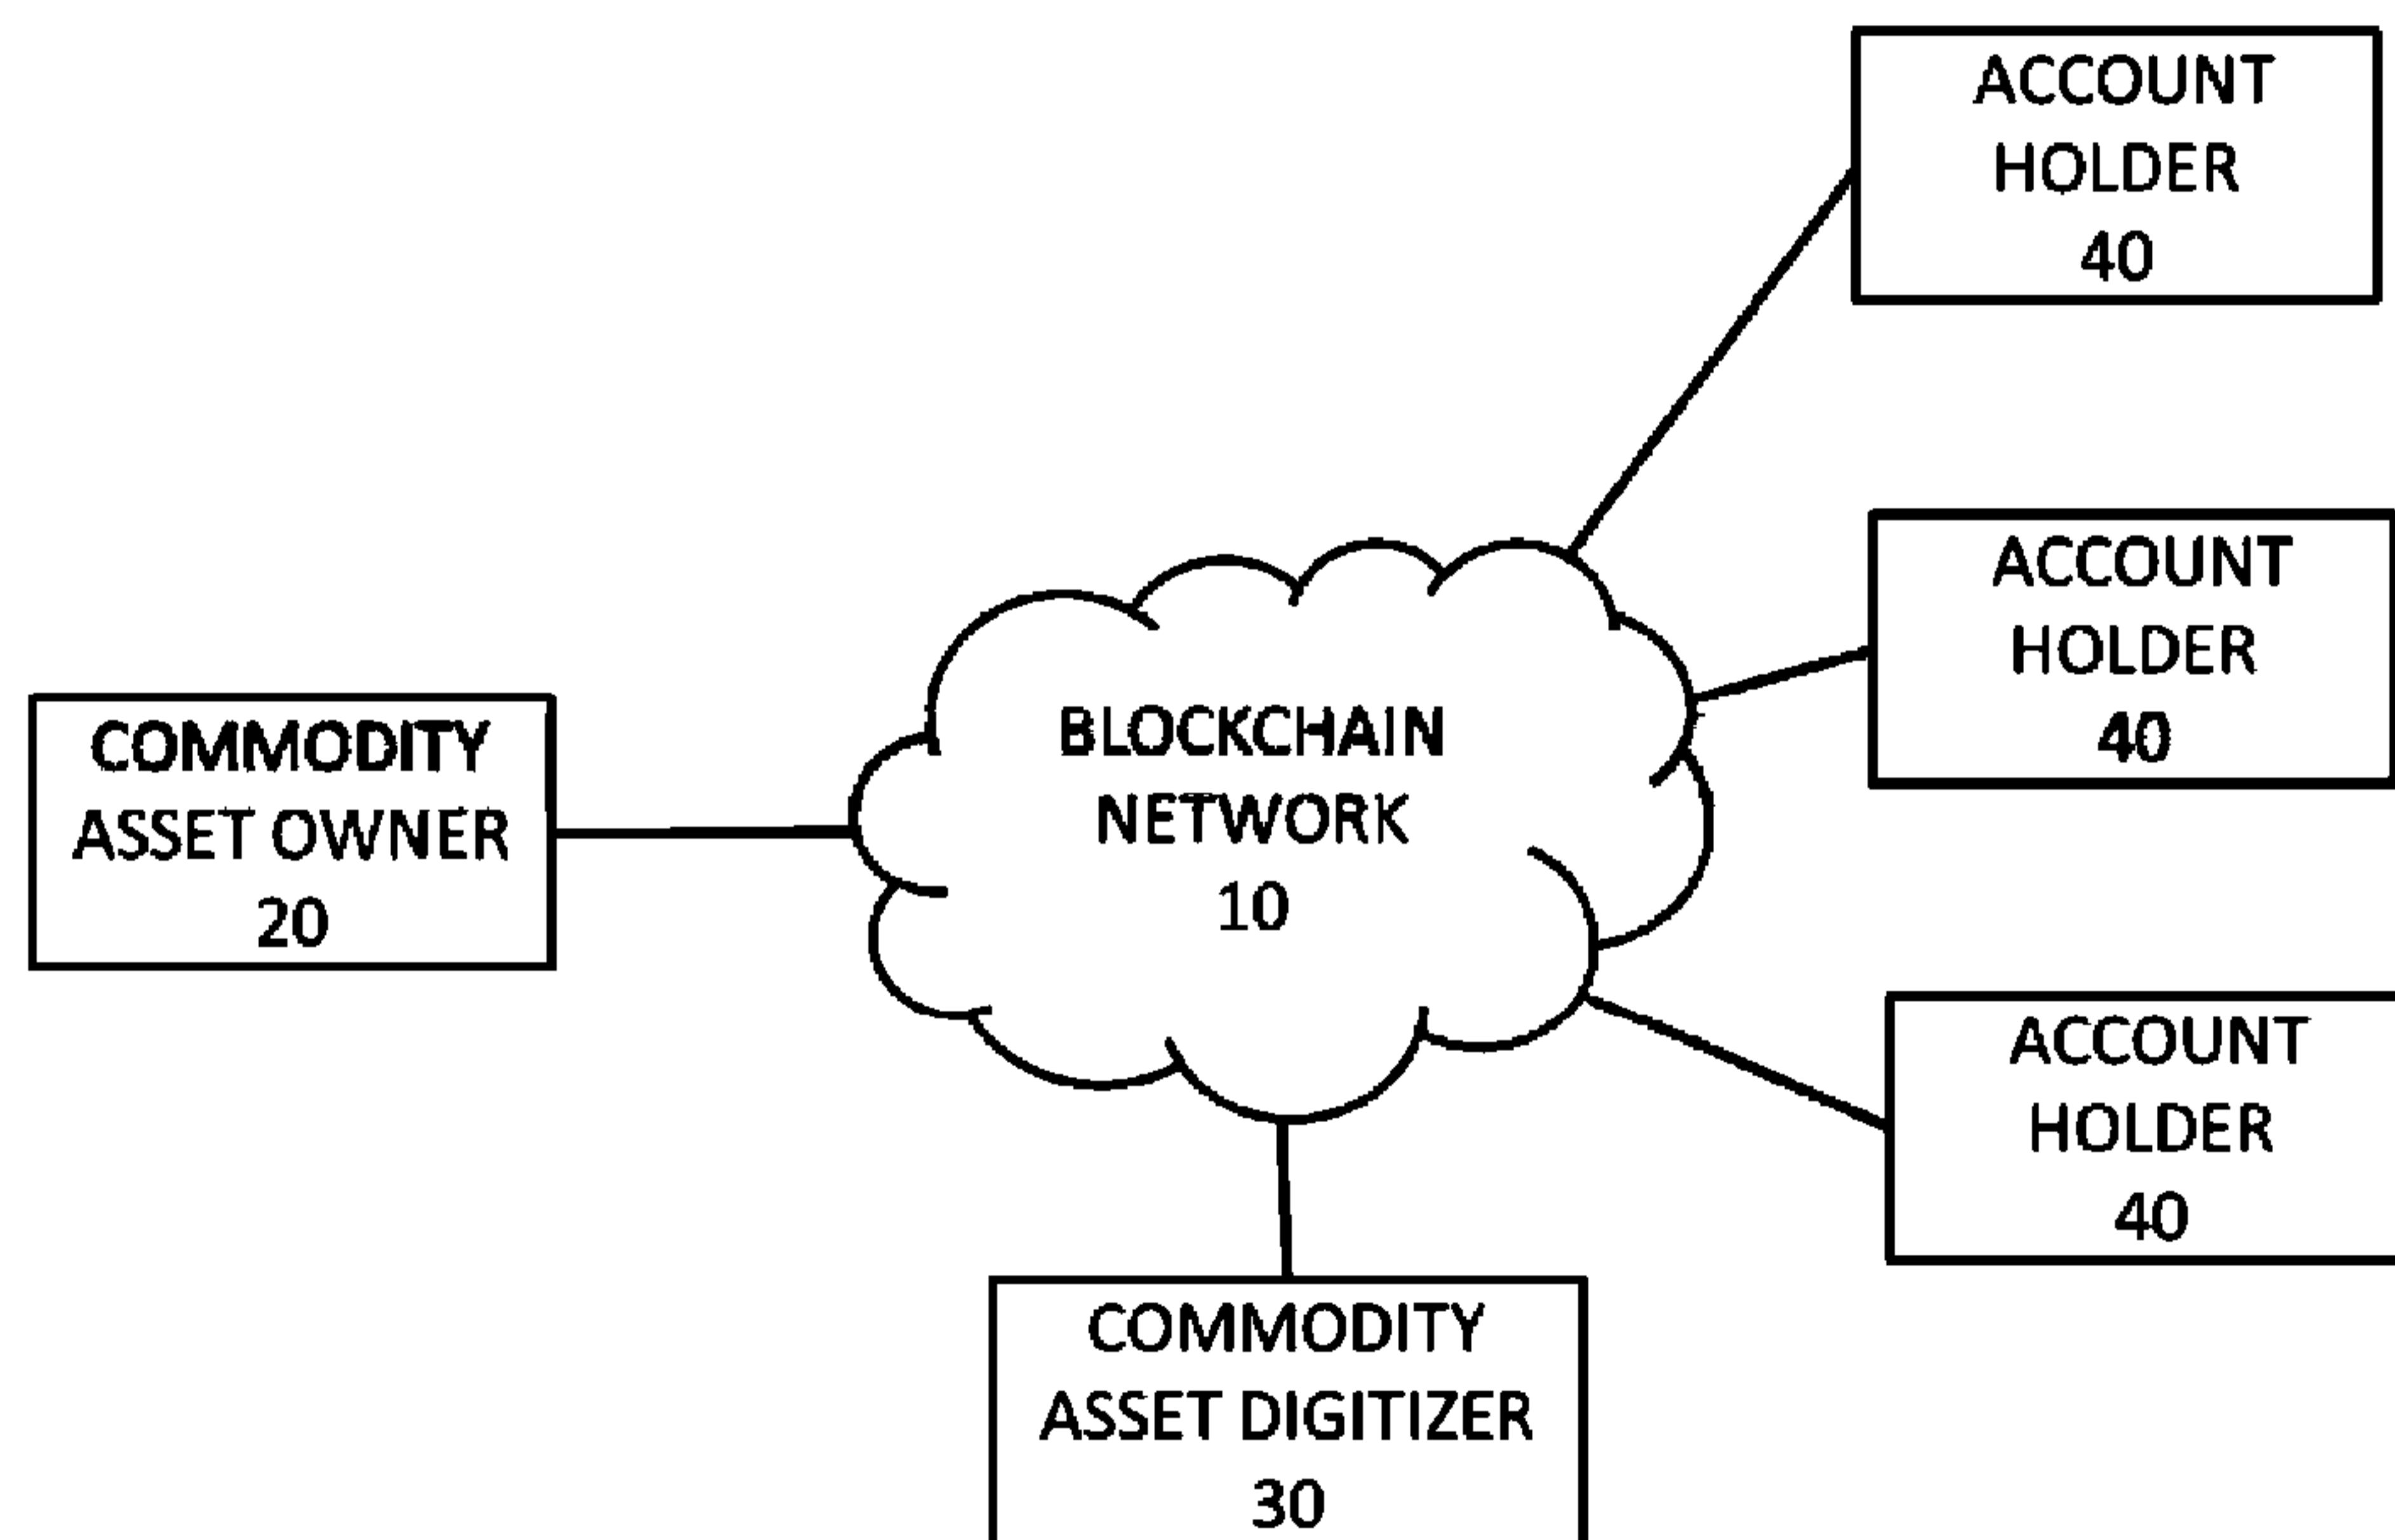 ACCOUNT
HOLDER
40
ACCOUNT
HOLDER
40
COMMODITY
ASSET OWNER
20
BLOCKCHAIN
NETWORK
10
ACCOUNT
HOLDER
40
COMMODITY
ASSET DIGITIZER
30